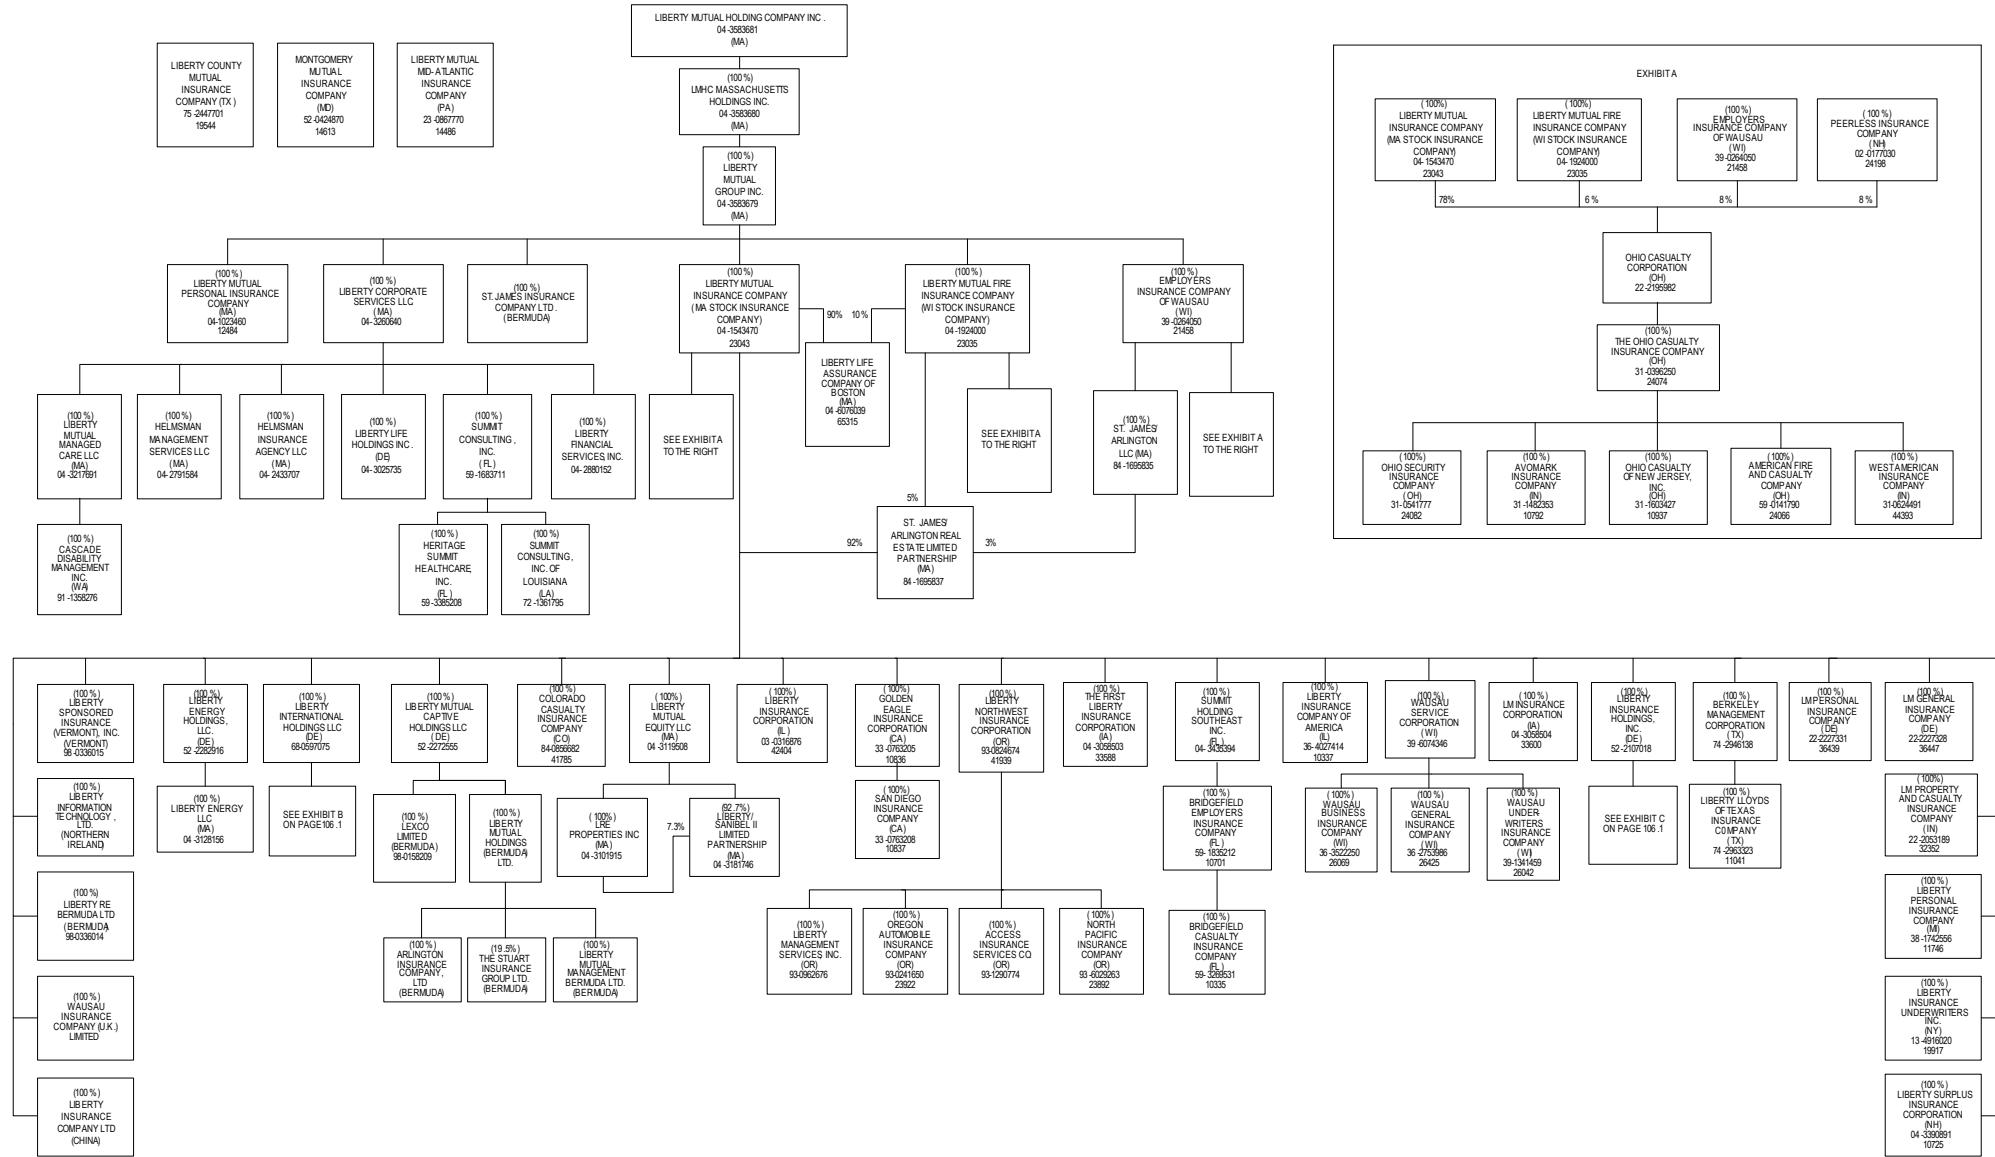 LIBERTY MUTUAL HOLDING COMPANY INC .
04 -3583681
(MA)
LIBERTY COUNTY
MUTUAL
INSURANCE
COMPANY (TX )
75 -2447701
19544
MONTGOMERY
MUTUAL
INSURANCE
COMPANY
(MD)
52 -0424870
14613
LIBERTY MUTUAL
MID- ATLANTIC
INSURANCE
COMPANY
(PA)
23 -0867770
14486
(100 %)
LMHC MASSACHUSETTS
HOLDINGS INC.
04 -3583680
(MA)
(100 %)
LIBERTY
MUTUAL
GROUP INC.
04 -3583679
(MA)
EXHIBIT A
( 100%)
LIBERTY MUTUAL
INSURANCE COMPANY
(MA STOCK INSURANCE
COMPANY)
04- 1543470
23043
( 100%)
LIBERTY MUTUAL FIRE
INSURANCE COMPANY
(WI STOCK INSURANCE
COMPANY)
04- 1924000
23035
(100 %)
EMPLOYERS
INSURANCE COMPANY
OF WAUSAU
( WI)
39 -0264050
21458
( 100 %)
PEERLESS INSURANCE
COMPANY
( NH)
02 -0177030
24198
78%
6 %
8 %
8 %
OHIO CASUALTY
CORPORATION
(OH)
22 -2195982
(100 %)
THE OHIO CASUALTY
INSURANCE COMPANY
(OH)
31 -0396250
24074
(100%)
OHIO SECURITY
INSURANCE
COMPANY
( OH)
31- 0541777
24082
(100 %)
AVOMARK
INSURANCE
COMPANY
(IN)
31 -1482353
10792
(100%)
OHIO CASUALTY
OF NEW JERSEY,
INC.
(OH)
31 -1603427
10937
(100%)
AMERICAN FIRE
AND CASUALTY
COMPANY
(OH)
59 -0141790
24066
(100 %)
WEST AMERICAN
INSURANCE
COMPANY
(IN)
31-0624491
44393
(100 %)
LIBERTY MUTUAL
PERSONAL INSURANCE
COMPANY
(MA)
04-1023460
12484
(100 %)
LIBERTY CORPORATE
SERVICES LLC
( MA)
04- 3260640
(100 %)
ST. JAMES INSURANCE
COMPANY LTD .
(BERMUDA)
(100 %)
LIBERTY MUTUAL
INSURANCE COMPANY
( MA STOCK INSURANCE
COMPANY)
04 -1543470
23043
90%
10 %
(100 %)
LIBERTY MUTUAL FIRE
INSURANCE COMPANY
(WI STOCK INSURANCE
COMPANY)
04 -1924000
23035
(100 %)
EMPLOYERS
INSURANCE COMPANY
OF WAUSAU
( WI)
39 -0264050
21458
LIBERTY LIFE
ASSURANCE
COMPANY OF
BOSTON
(MA)
04 -6076039
65315
(100 %)
LIBERTY
MUTUAL
MANAGED
CARE LLC
(MA)
04 -3217691
(100 %)
HELMSMAN
MANAGEMENT
SERVICES LLC
(MA)
04- 2791584
(100 %)
HELMSMAN
INSURANCE
AGENCY LLC
( MA)
04- 2433707
(100 %)
LIBERTY LIFE
HOLDINGS INC .
(DE)
04- 3025735
(100 %)
SUMMIT
CONSULTING ,
INC.
( FL)
59 -1683711
(100 %)
LIBERTY
FINANCIAL
SERVICES, INC.
04- 2880152
SEE EXHIBIT A
TO THE RIGHT
SEE EXHIBIT A
TO THE RIGHT
(100 %)
ST. JAMES/
ARLINGTON
LLC (MA)
84 -1695835
SEE EXHIBIT A
TO THE RIGHT
(100 %)
CASCADE
DISABILITY
MANAGEMENT
INC.
(WA)
91 -1358276
(100 %)
HERITAGE
SUMMIT
HEALTHCARE,
INC.
(FL )
59 -3385208
(100 %)
SUMMIT
CONSULTING ,
INC. OF
LOUISIANA
(LA)
72 -1361795
5%
ST. JAMES/
ARLINGTON REAL
ESTATE LIMITED
PARTNERSHIP
(MA)
84 -1695837
92%
3%
(100 %)
LIBERTY
SPONSORED
INSURANCE
(VERMONT), INC.
(VERMONT)
98-0336015
(100 %)
LIBERTY
ENERGY
HOLDINGS,
LLC.
(DE)
52 -2282916
(100 %)
LIBERTY
INTERNATIONAL
HOLDINGS LLC
(DE)
68-0597075
(100 %)
LIBERTY MUTUAL
CAPTIVE
HOLDINGS LLC
( DE)
52 -2272555
(100 %)
COLORADO
CASUALTY
INSURANCE
COMPANY
(CO)
84-0856682
41785
( 100 %)
LIBERTY
MUTUAL
EQUITY LLC
( MA)
04 -3119508
(100%)
LIBERTY
INSURANCE
CORPORATION
(IL )
03 -0316876
42404
( 100%)
GOLDEN
EAGLE
INSURANCE
CORPORATION
(CA)
33 -0763205
10836
(100 %)
LIBERTY
NORTHWEST
INSURANCE
CORPORATION
(OR)
93-0824674
41939
(100 %)
THE FIRST
LIBERTY
INSURANCE
CORPORATION
(IA)
04 -3058503
33588
(100 %)
SUMMIT
HOLDING
SOUTHEAST
INC.
(FL )
04- 3435394
(100 %)
LIBERTY
INSURANCE
COMPANY OF
AMERICA
(IL)
36- 4027414
10337
(100%)
WAUSAU
SERVICE
CORPORATION
( WI)
39 -6074346
( 100 %)
LM INSURANCE
CORPORATION
(IA)
04 -3058504
33600
(100 %)
LIBERTY
INSURANCE
HOLDINGS,
INC.
(DE)
52 -2107018
(100 %)
BERKELEY
MANAGEMENT
CORPORATION
( TX)
74 -2946138
(100%)
LM PERSONAL
INSURANCE
COMPANY
( DE)
22-2227331
36439
(100 %)
LM GENERAL
INSURANCE
COMPANY
(DE)
22-2227328
36447
(100 %)
LIBERTY
INFORMATION
TECHNOLOGY ,
LTD.
(NORTHERN
IRELAND)
(100 %)
LIBERTY ENERGY
LLC
(MA)
04 -3128156
SEE EXHIBIT B
ON PAGE 106 .1
(100 %)
LEXCO
LIMITED
(BERMUDA)
98-0158209
(100 %)
LIBERTY
MUTUAL
HOLDINGS
(BERMUDA)
LTD.
( 100%)
LRE
PROPERTIES INC
(MA)
04 -3101915
7.3%
(92 .7%)
LIBERTY/
SANIBEL II
LIMITED
PARTNERSHIP
(MA)
04 -3181746
( 100%)
SAN DIEGO
INSURANCE
COMPANY
(CA)
33 -0763208
10837
(100 %)
BRIDGEFIELD
EMPLOYERS
INSURANCE
COMPANY
(FL )
59- 1835212
10701
( 100%)
WAUSAU
BUSINESS
INSURANCE
COMPANY
(WI)
36 -3522250
26069
(100 %)
WAUSAU
GENERAL
INSURANCE
COMPANY
( WI)
36 -2753986
26425
(100 %)
WAUSAU
UNDER-
WRITERS
INSURANCE
COMPANY
( WI)
39-1341459
26042
SEE EXHIBIT C
ON PAGE 106 .1
(100 %)
LIBERTY LLOYDS
OF TEXAS
INSURANCE
COMPANY
( TX)
74 -2963323
11041
( 100%)
LM PROPERTY
AND CASUALTY
INSURANCE
COMPANY
( IN)
22 -2053189
32352
(100 %)
LIBERTY RE
BERMUDA LTD
( BERMUDA)
98-0336014
(100 %)
ARLINGTON
INSURANCE
COMPANY,
LTD
(BERMUDA)
(19 .5%)
THE STUART
INSURANCE
GROUP LTD.
(BERMUDA)
(100 %)
LIBERTY
MUTUAL
MANAGEMENT
BERMUDA LTD.
(BERMUDA)
(100 %)
LIBERTY
MANAGEMENT
SERVICES, INC.
(OR)
93-0962676
(100 %)
OREGON
AUTOMOBILE
INSURANCE
COMPANY
(OR)
93-0241650
23922
(100 %)
ACCESS
INSURANCE
SERVICES CO.
(OR)
93-1290774
( 100%)
NORTH
PACIFIC
INSURANCE
COMPANY
(OR)
93 -6029263
23892
(100 %)
BRIDGEFIELD
CASUALTY
INSURANCE
COMPANY
(FL )
59- 3269531
10335
(100 %)
LIBERTY
PERSONAL
INSURANCE
COMPANY
(MI)
38 -1742556
11746
(100 %)
WAUSAU
INSURANCE
COMPANY (U.K.)
LIMITED
(100 %)
LIBERTY
INSURANCE
UNDERWRITERS
INC.
(NY)
13 -4916020
19917
(100 %)
LIBERTY
INSURANCE
COMPANY LTD
(CHINA)
(100 %)
LIBERTY SURPLUS
INSURANCE
CORPORATION
(NH)
04 -3390891
10725